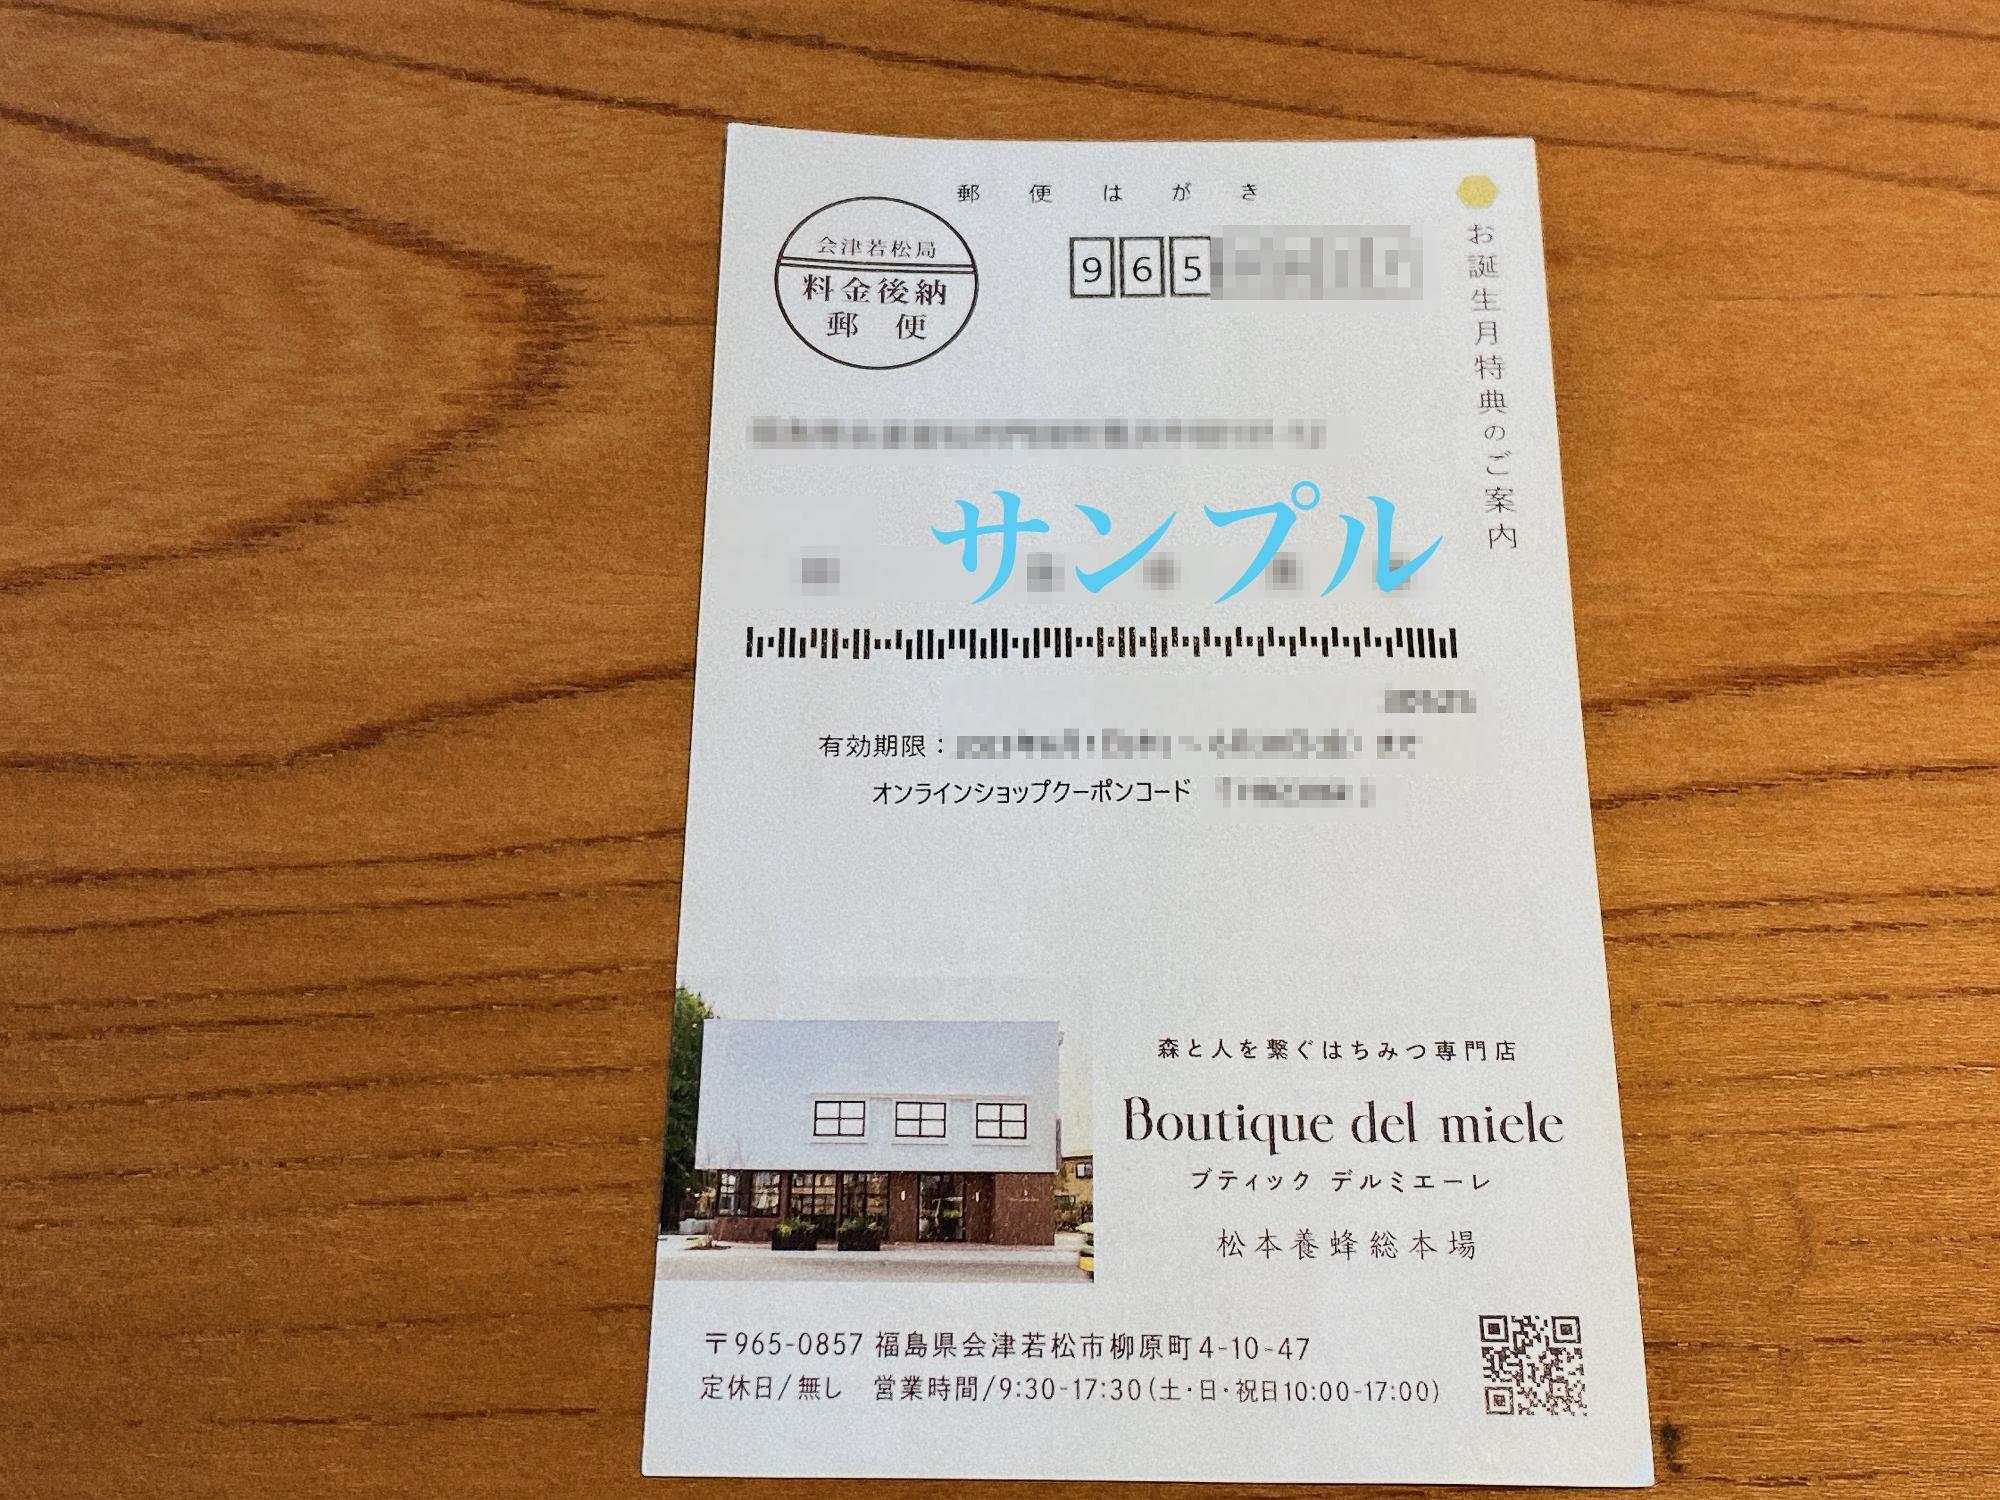 郵便はがき
会津若松局
料金後納
郵便
965
お誕生月特典のご案内
サンプル
有効期限：
オンラインショップクーポンコード
森と人を繋ぐはちみつ専門店
Boutique del miele
ブティック デルミエーレ
松本養蜂総本場
〒965-0857 福島県会津若松市柳原町4-10-47
定休日/無し　営業時間/9:30-17:30(土・日・祝日10:00-17:00)